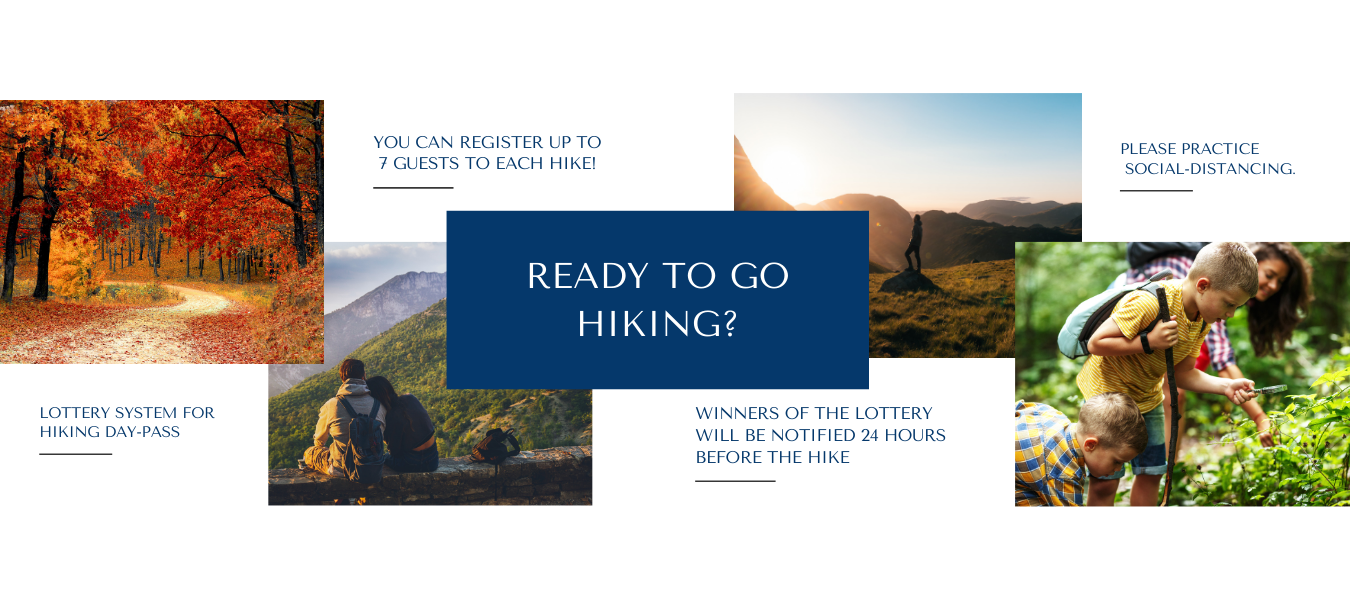 YOU CAN REGISTER UP TO
7 GUESTS TO EACH HIKE!
PLEASE PRACTICE
SOCIAL-DISTANCING.
READY TO GO
HIKING?
LOTTERY SYSTEM FOR
HIKING DAY-PASS
WINNERS OF THE LOTTERY
WILL BE NOTIFIED 24 HOURS
BEFORE THE HIKE